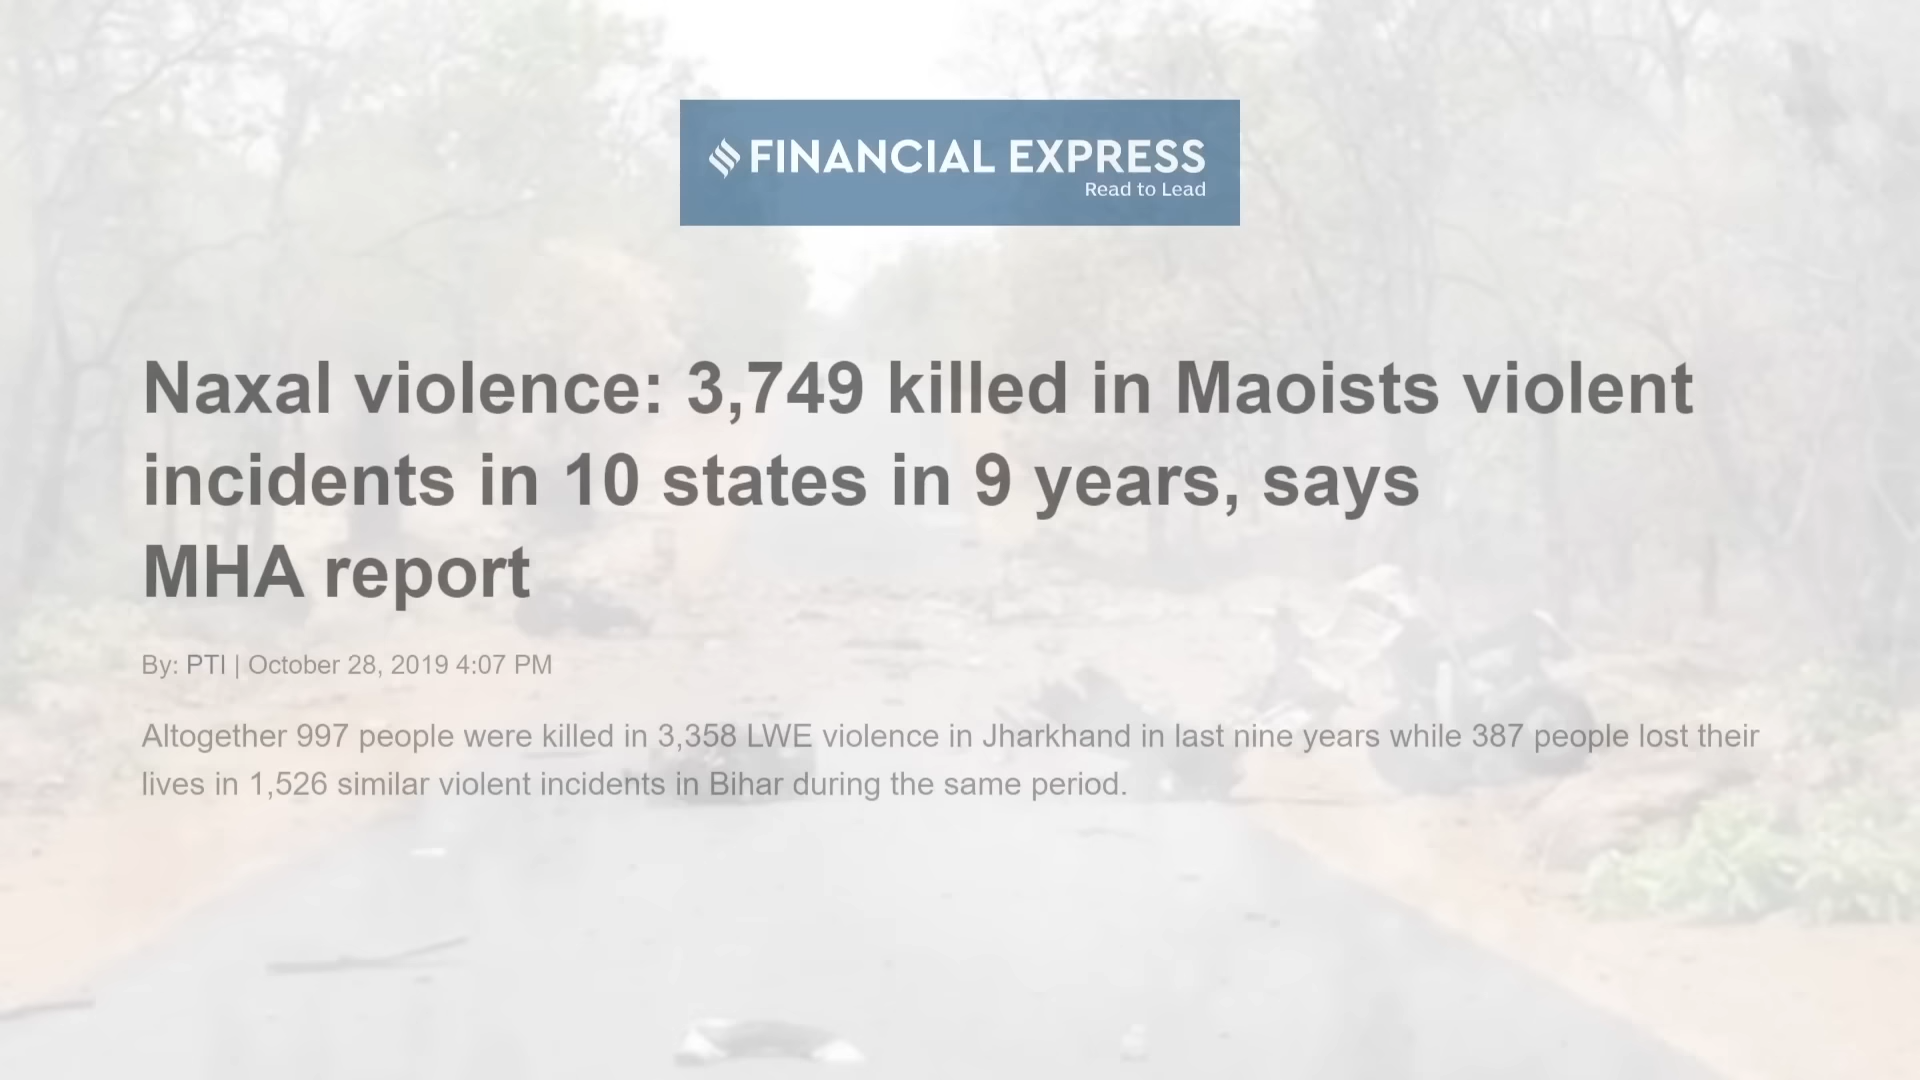 FINANCIAL EXPRESS
Read to Lead
Naxal violence: 3,749 killed in Maoists violent
incidents in 10 states in 9 years, says
MHA report
By: PTI | October 28, 2019 4:07 PM
Altogether 997 people were killed in 3,358 LWE violence in Jharkhand in last nine years while 387 people lost their
lives in 1,526 similar violent incidents in Bihar during the same period.